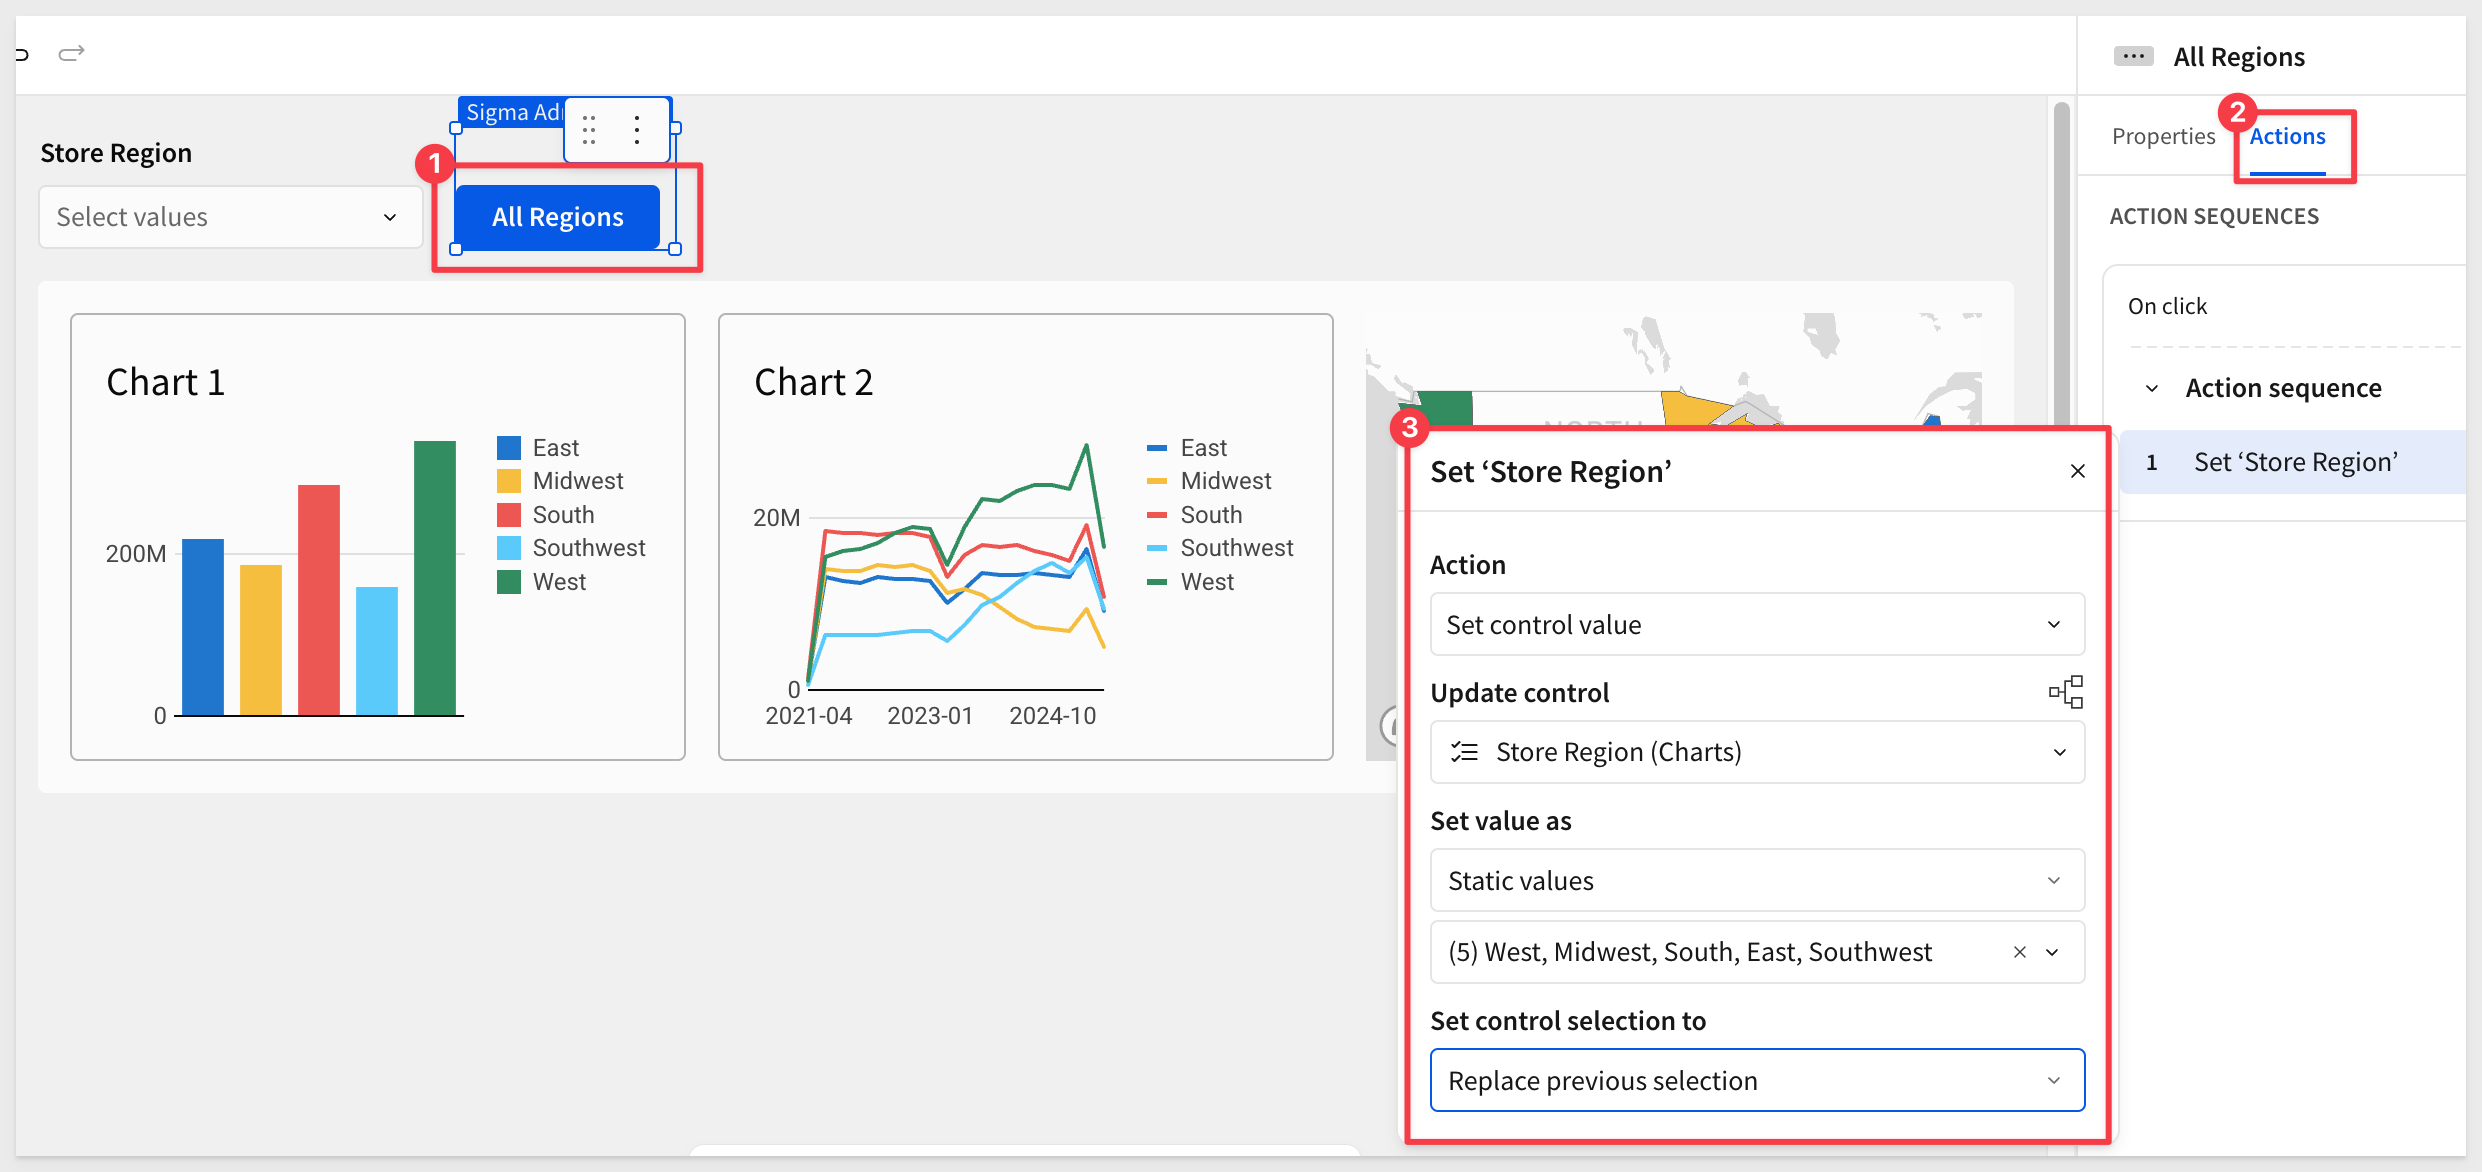 All Regions
Sigma Ad
2
Properties
Actions
Store Region
1
Select values
All Regions
ACTION SEQUENCES
On click
Action sequence
1 Set ‘Store Region’
Chart 1
200M
0
East
Midwest
South
Southwest
West
Chart 2
20M
0
2021-04
2023-01
2024-10
East
Midwest
South
Southwest
West
NORTH
3
Set ‘Store Region’
Action
Set control value
Update control
Store Region (Charts)
Set value as
Static values
(5) West, Midwest, South, East, Southwest
Set control selection to
Replace previous selection